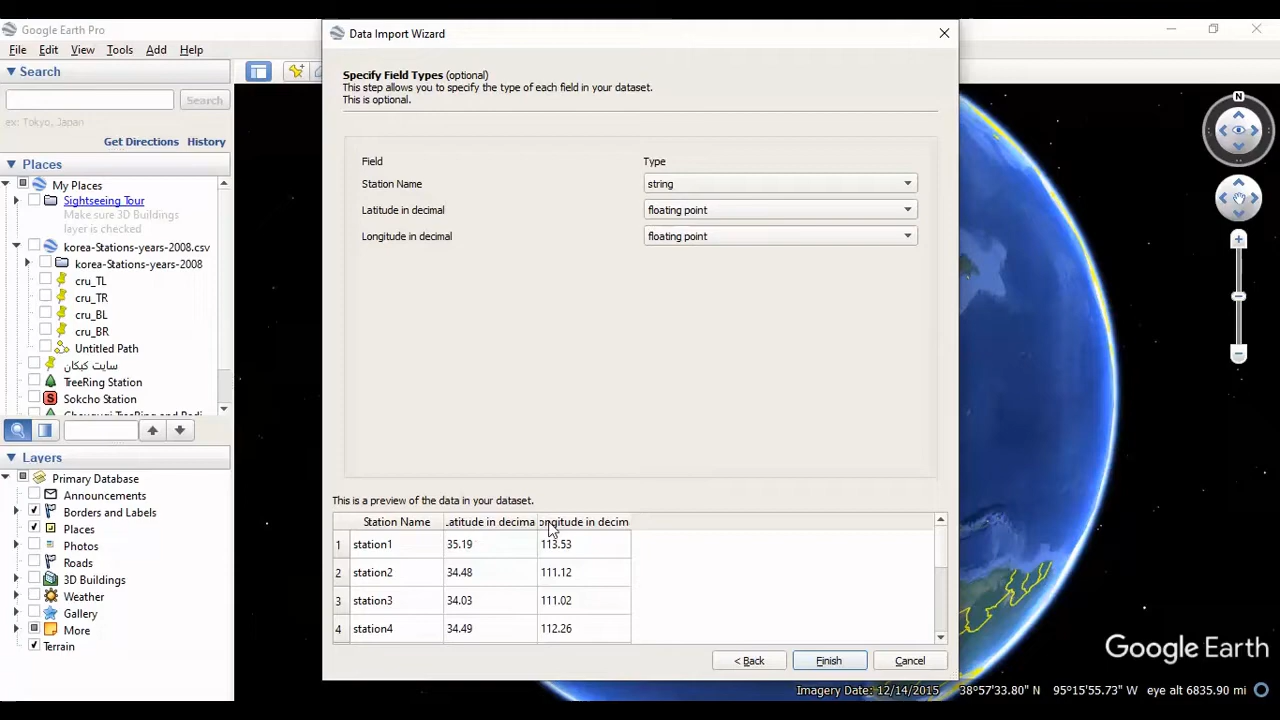 Google Earth Pro
File Edit View Tools Add Help
Search
Search
ex: Tokyo, Japan
Get Directions History
Places
My Places
Sightseeing Tour
Make sure 3D Buildings
layer is checked
korea-Stations-years-2008.csv
korea-Stations-years-2008
cru_TL
cru_TR
cru_BL
cru_BR
Untitled Path
سایت کبکان
TreeRing Station
Sokcho Station
Layers
Primary Database
Announcements
Borders and Labels
Places
Photos
Roads
3D Buildings
Weather
Gallery
More
Terrain
Data Import Wizard
Specify Field Types (optional)
This step allows you to specify the type of each field in your dataset.
This is optional.
Field Type
Station Name string
Latitude in decimal floating point
Longitude in decimal floating point
This is a preview of the data in your dataset.
Station Name .atitude in decima ongitude in decim
1 station1 35.19 113.53
2 station2 34.48 111.12
3 station3 34.03 111.02
4 station4 34.49 112.26
< Back Finish Cancel
N
Google Earth
Imagery Date: 12/14/2015 38°57'33.80" N 95°15'55.73" W eye alt 6835.90 mi